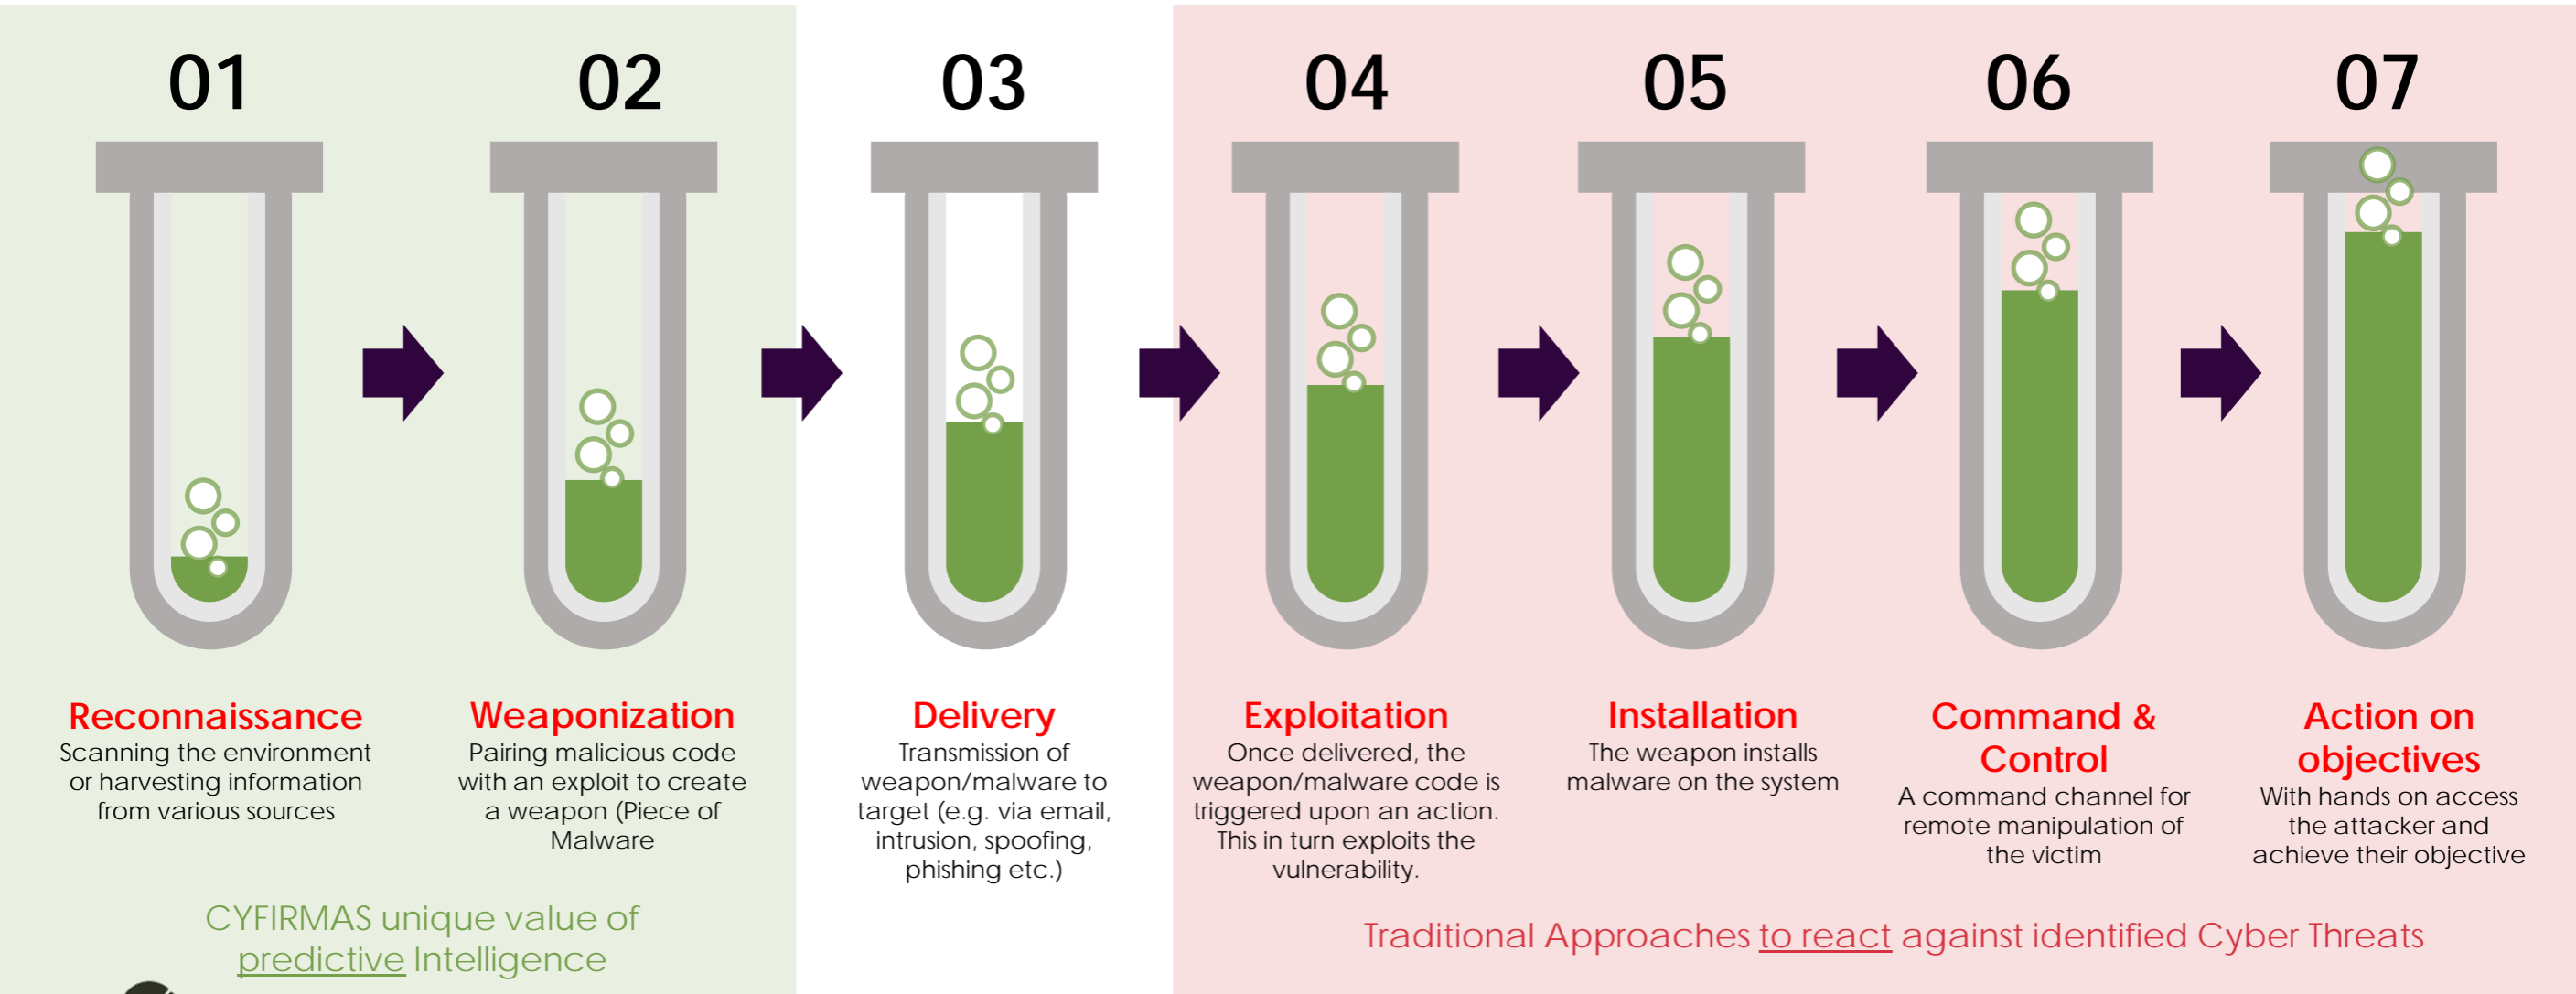 01
02
03
04
05
06
07
Reconnaissance
Scanning the environment
or harvesting information
from various sources
Weaponization
Pairing malicious code
with an exploit to create
a weapon (Piece of
Malware
Delivery
Transmission of
weapon/malware to
target (e.g. via email,
intrusion, spoofing,
phishing etc.)
Exploitation
Once delivered, the
weapon/malware code is
triggered upon an action.
This in turn exploits the
vulnerability.
Installation
The weapon installs
malware on the system
Command &
Control
A command channel for
remote manipulation of
the victim
Action on
objectives
With hands on access
the attacker and
achieve their objective
CYFIRMAS unique value of
predictive Intelligence
Traditional Approaches to react against identified Cyber Threats